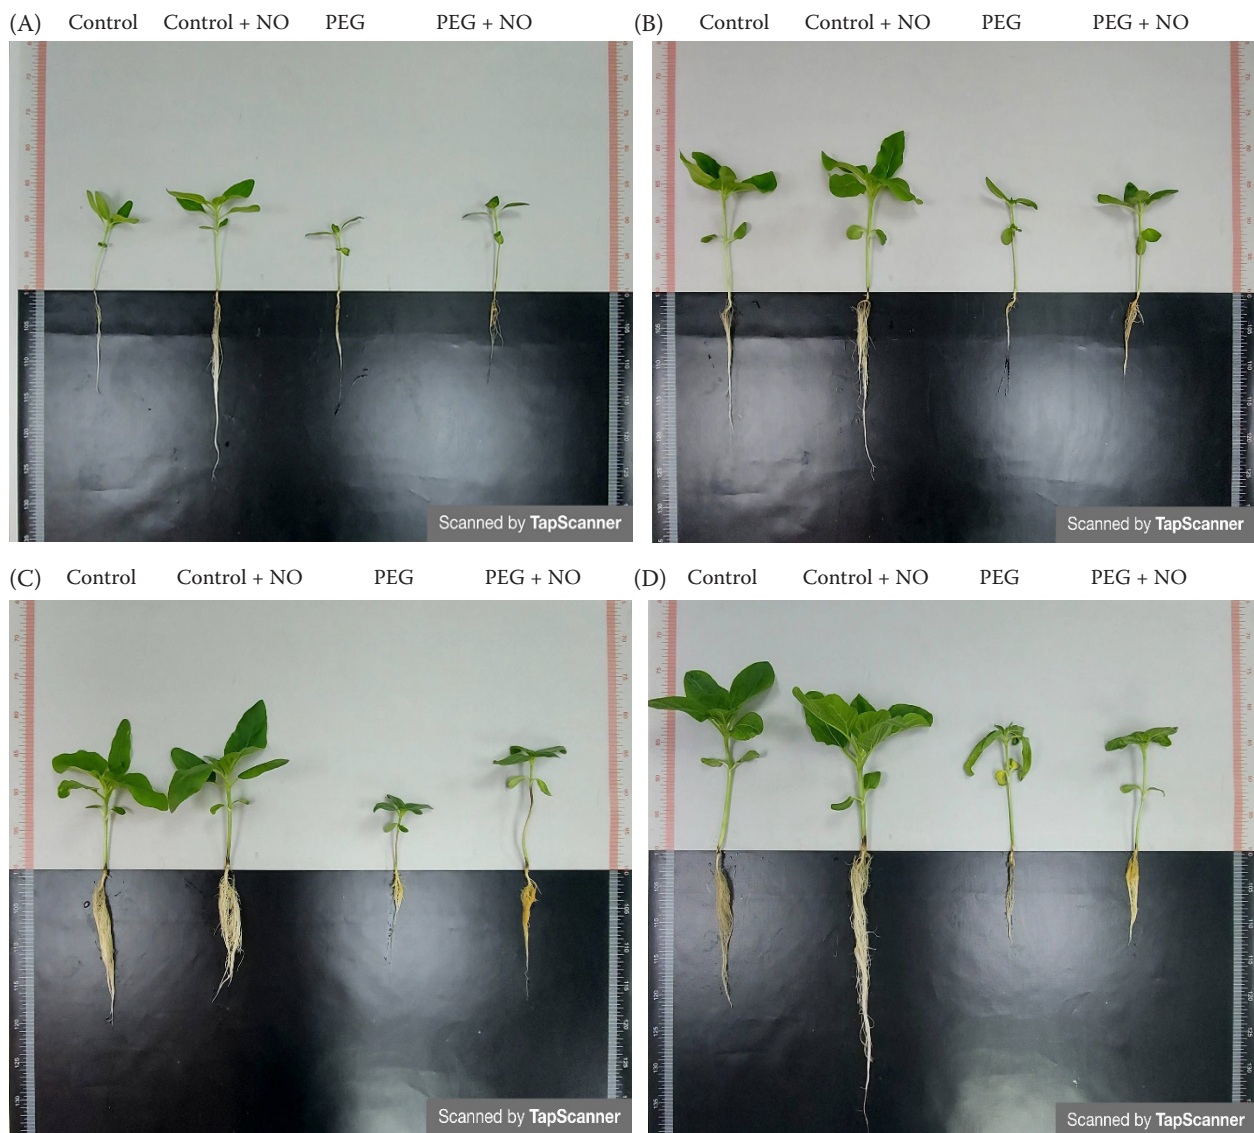 (A) Control Control + NO PEG PEG + NO
(B) Control Control + NO PEG PEG + NO
Scanned by TapScanner
Scanned by TapScanner
(C) Control Control + NO PEG PEG + NO
(D) Control Control + NO PEG PEG + NO
Scanned by TapScanner
Scanned by TapScanner